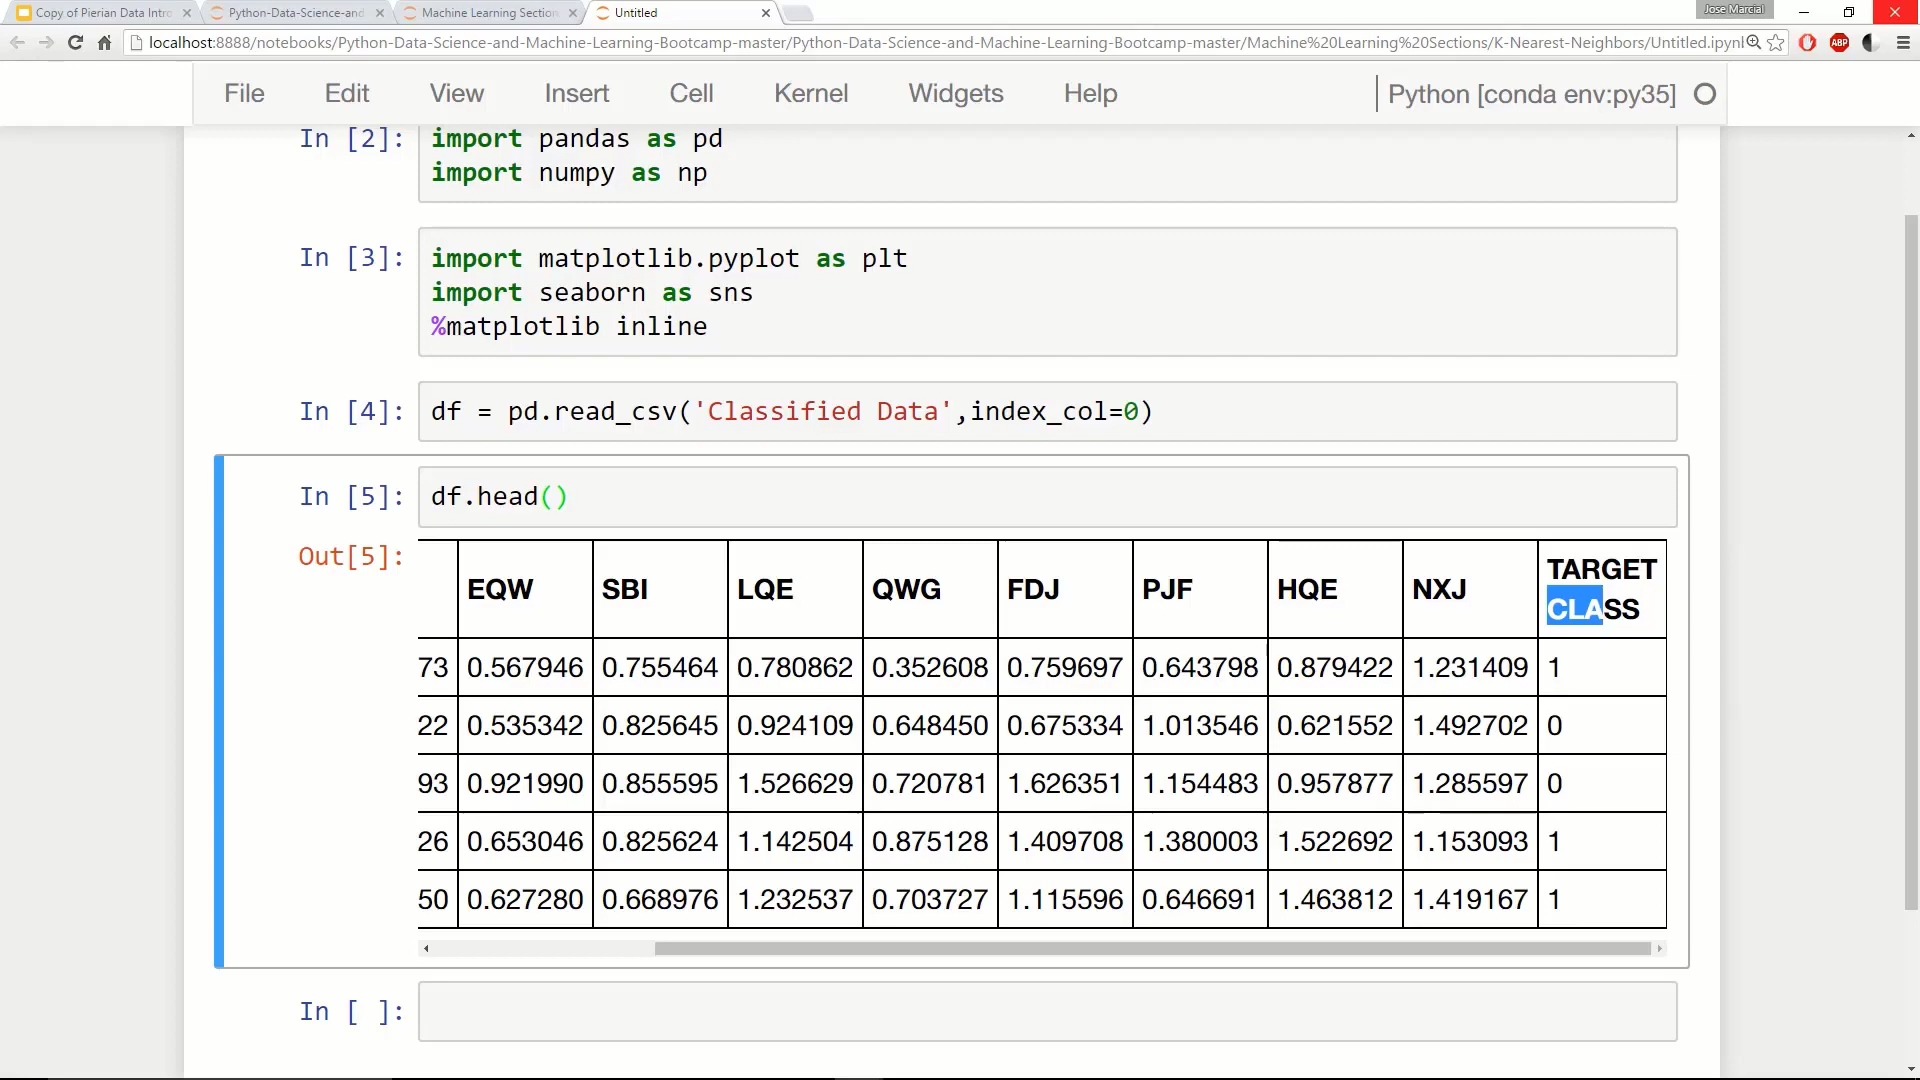 Copy of Pierian Data Intro
Python-Data-Science-and-
Machine Learning Section
Untitled
Jose Marcial
localhost:8888/notebooks/Python-Data-Science-and-Machine-Learning-Bootcamp-master/Python-Data-Science-and-Machine-Learning-Bootcamp-master/Machine%20Learning%20Sections/K-Nearest-Neighbors/Untitled.ipynb
ABP
File Edit View Insert Cell Kernel Widgets Help Python [conda env:py35]
In [2]: import pandas as pd
import numpy as np
In [3]: import matplotlib.pyplot as plt
import seaborn as sns
%matplotlib inline
In [4]: df = pd.read_csv('Classified Data',index_col=0)
In [5]: df.head()
Out[5]:
EQW SBI LQE QWG FDJ PJF HQE NXJ TARGET
CLASS
73 0.567946 0.755464 0.780862 0.352608 0.759697 0.643798 0.879422 1.231409 1
22 0.535342 0.825645 0.924109 0.648450 0.675334 1.013546 0.621552 1.492702 0
93 0.921990 0.855595 1.526629 0.720781 1.626351 1.154483 0.957877 1.285597 0
26 0.653046 0.825624 1.142504 0.875128 1.409708 1.380003 1.522692 1.153093 1
50 0.627280 0.668976 1.232537 0.703727 1.115596 0.646691 1.463812 1.419167 1
In [ ]: